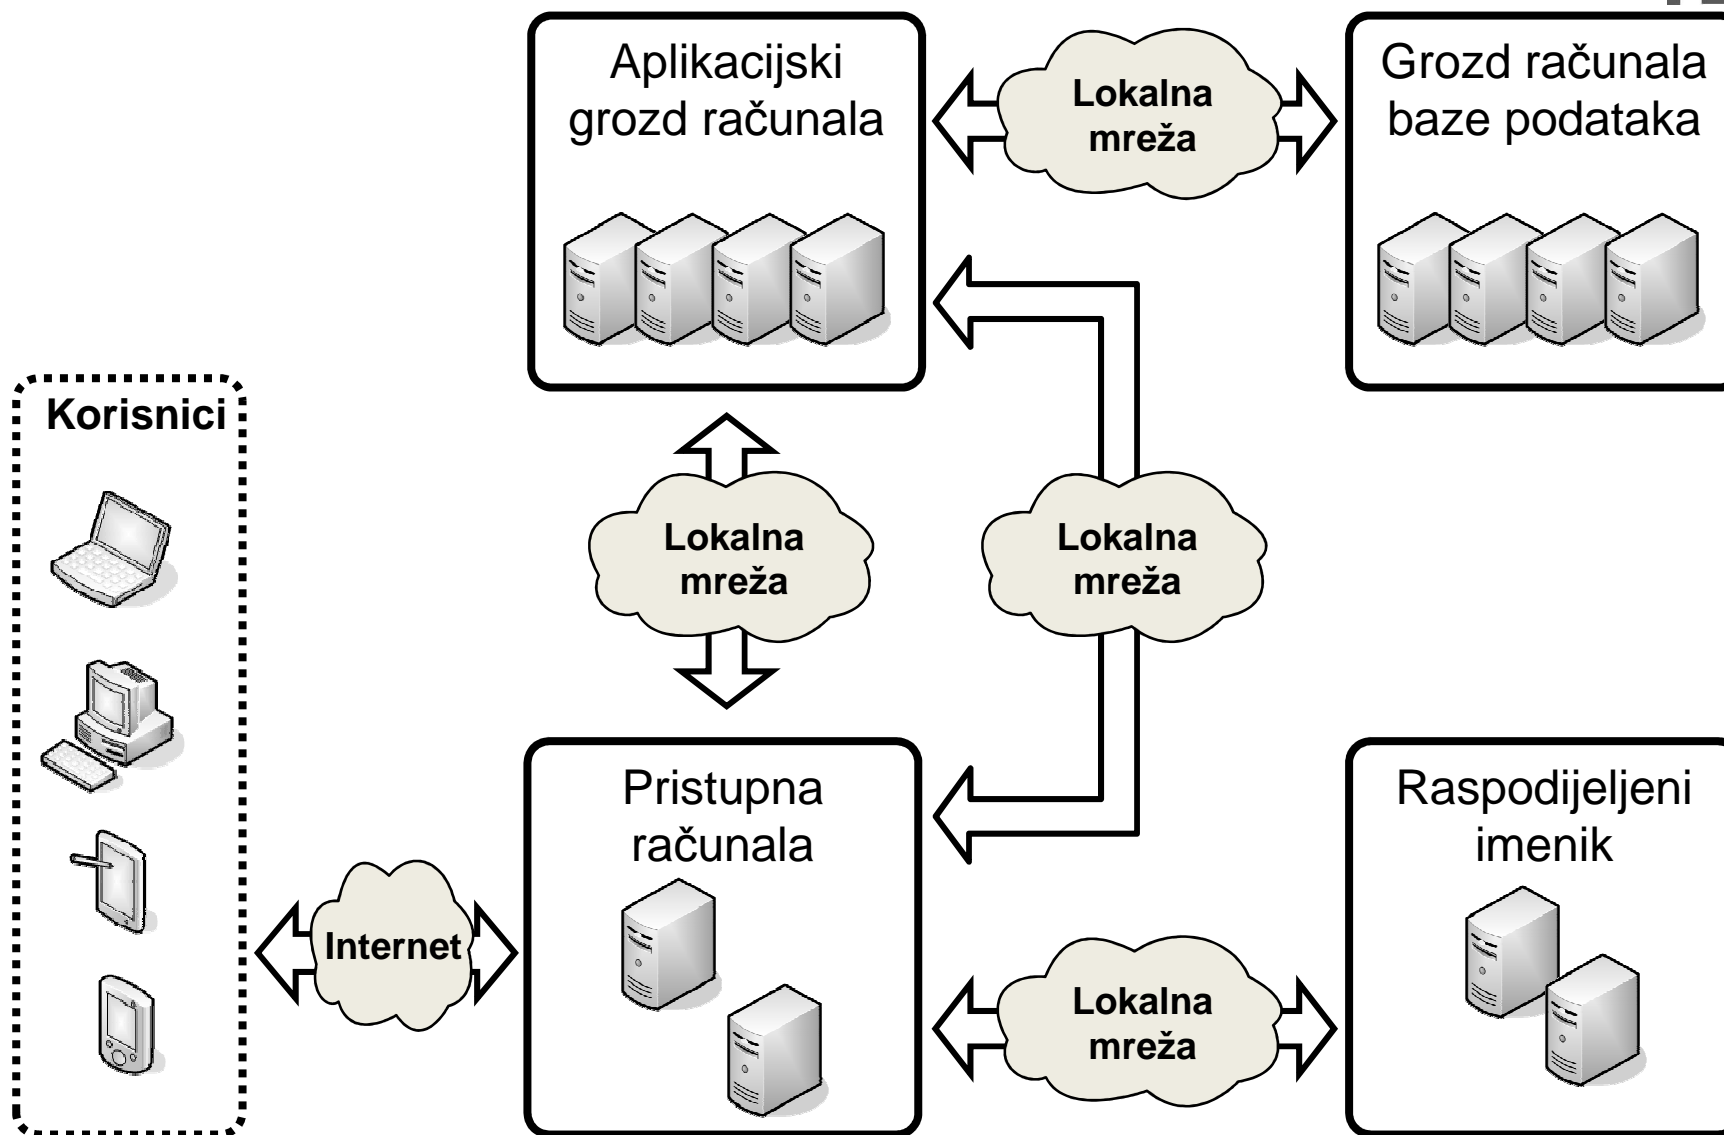 Aplikacijski
grozd računala
Lokalna
mreža
Grozd računala
baze podataka
Korisnici
Lokalna
mreža
Lokalna
mreža
Pristupna
računala
Raspodijeljeni
imenik
Internet
Lokalna
mreža